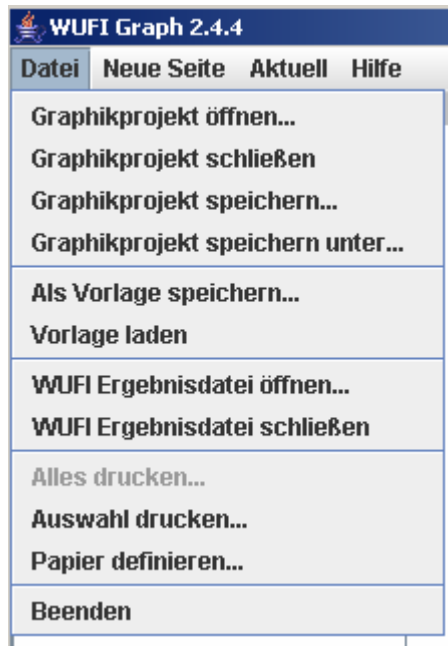 WUFI Graph 2.4.4
Datei Neue Seite Aktuell Hilfe
Graphikprojekt öffnen...
Graphikprojekt schließen
Graphikprojekt speichern...
Graphikprojekt speichern unter...
Als Vorlage speichern...
Vorlage laden
WUFI Ergebnisdatei öffnen...
WUFI Ergebnisdatei schließen
Alles drucken...
Auswahl drucken...
Papier definieren...
Beenden